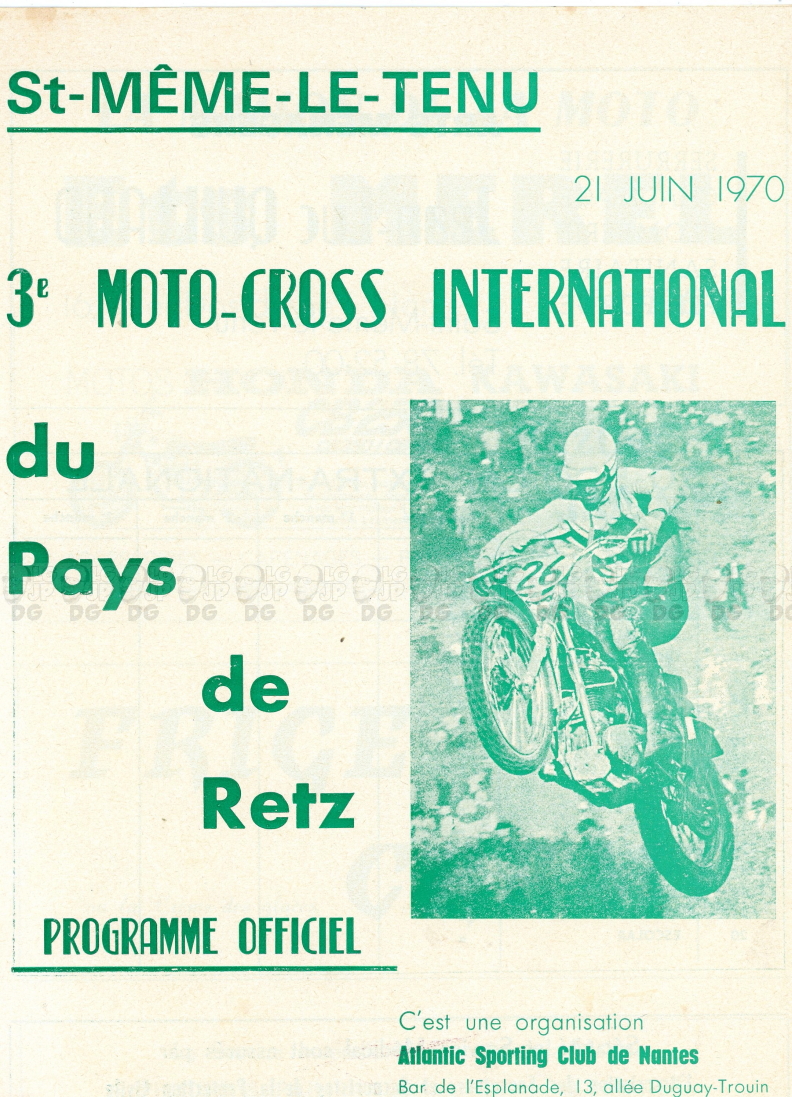 St-MÊME-LE-TENU
21 JUIN 1970
3e MOTO-CROSS INTERNATIONAL
du
Pays
de
Retz
26
PROGRAMME OFFICIEL
C'est une organisation
Atlantic Sporting Club de Nantes
Bar de l'Esplanade, 13, allée Duguay-Trouin